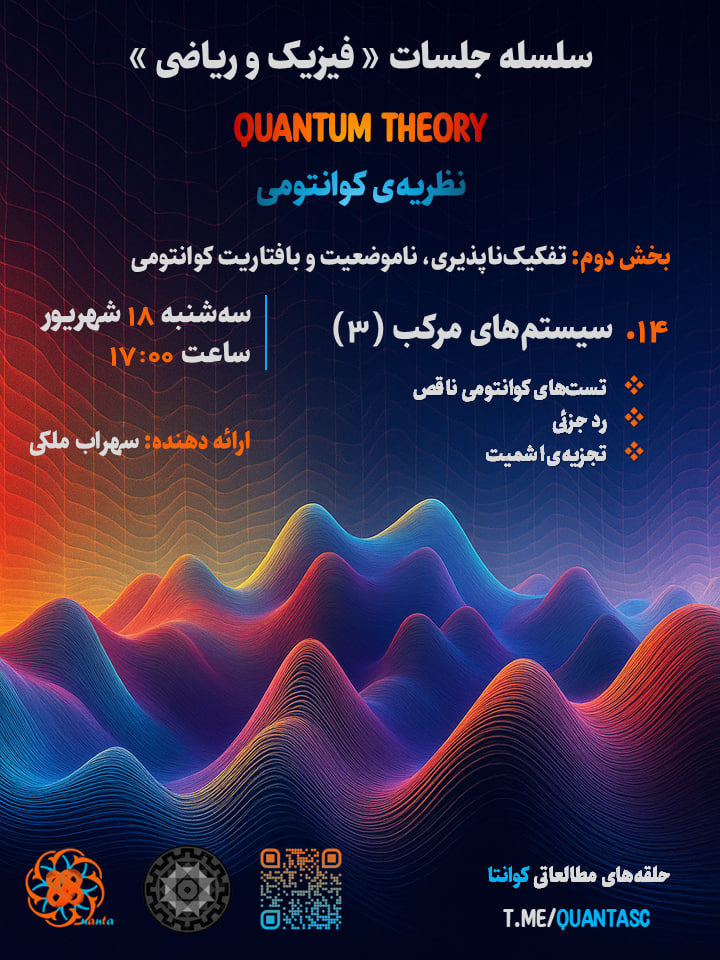 سلسله جلسات « فیزیک و ریاضی »
QUANTUM THEORY
نظریه‌ی کوانتومی
بخش دوم: تفکیک‌ناپذیری، ناموضعیت و بافتاریت کوانتومی
۱۴. سیستم‌های مرکب (۳)
تست‌های کوانتومی ناقص
رد جزئی
تجزیه‌ی اشمیت
سه‌شنبه ۱۸ شهریور
ساعت ۱۷:۰۰
ارائه دهنده: سهراب ملکی
حلقه‌های مطالعاتی کوانتا
T.ME/QUANTASC
Quanta